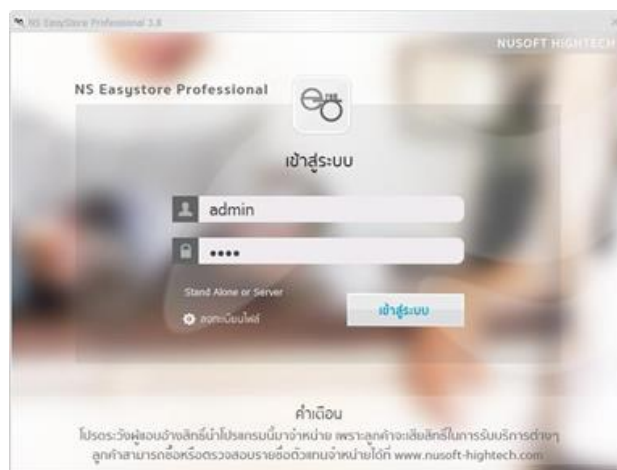 NS EasyStore Professional 3.8
NUSOFT HIGHTECH
NS Easystore Professional
เข้าสู่ระบบ
admin
••••
Stand Alone or Server
ลงทะเบียนไฟล์
เข้าสู่ระบบ
คำเตือน
โปรดระวังผู้แอบอ้างสิทธิ์นำโปรแกรมนี้มาจำหน่าย เพราะลูกค้าจะเสียสิทธิ์ในการรับบริการต่างๆ
ลูกค้าสามารถซื้อหรือตรวจสอบรายชื่อตัวแทนจำหน่ายได้ที่ www.nusoft-hightech.com